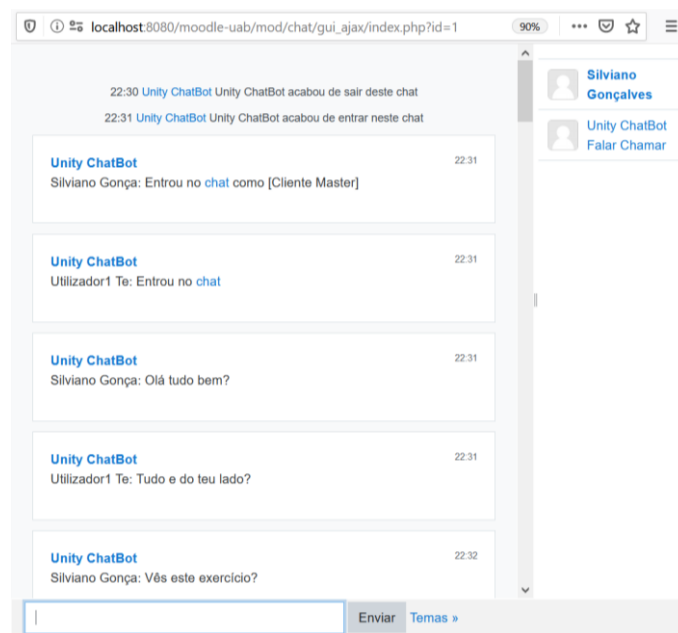 localhost:8080/moodle-uab/mod/chat/gui_ajax/index.php?id=1 90%
22:30 Unity ChatBot Unity ChatBot acabou de sair deste chat
22:31 Unity ChatBot Unity ChatBot acabou de entrar neste chat
Unity ChatBot 22:31
Silviano Gonça: Entrou no chat como [Cliente Master]
Unity ChatBot 22:31
Utilizador1 Te: Entrou no chat
Unity ChatBot 22:31
Silviano Gonça: Olá tudo bem?
Unity ChatBot 22:31
Utilizador1 Te: Tudo e do teu lado?
Unity ChatBot 22:32
Silviano Gonça: Vês este exercício?
Enviar Temas »
Silviano
Gonçalves
Unity ChatBot
Falar Chamar